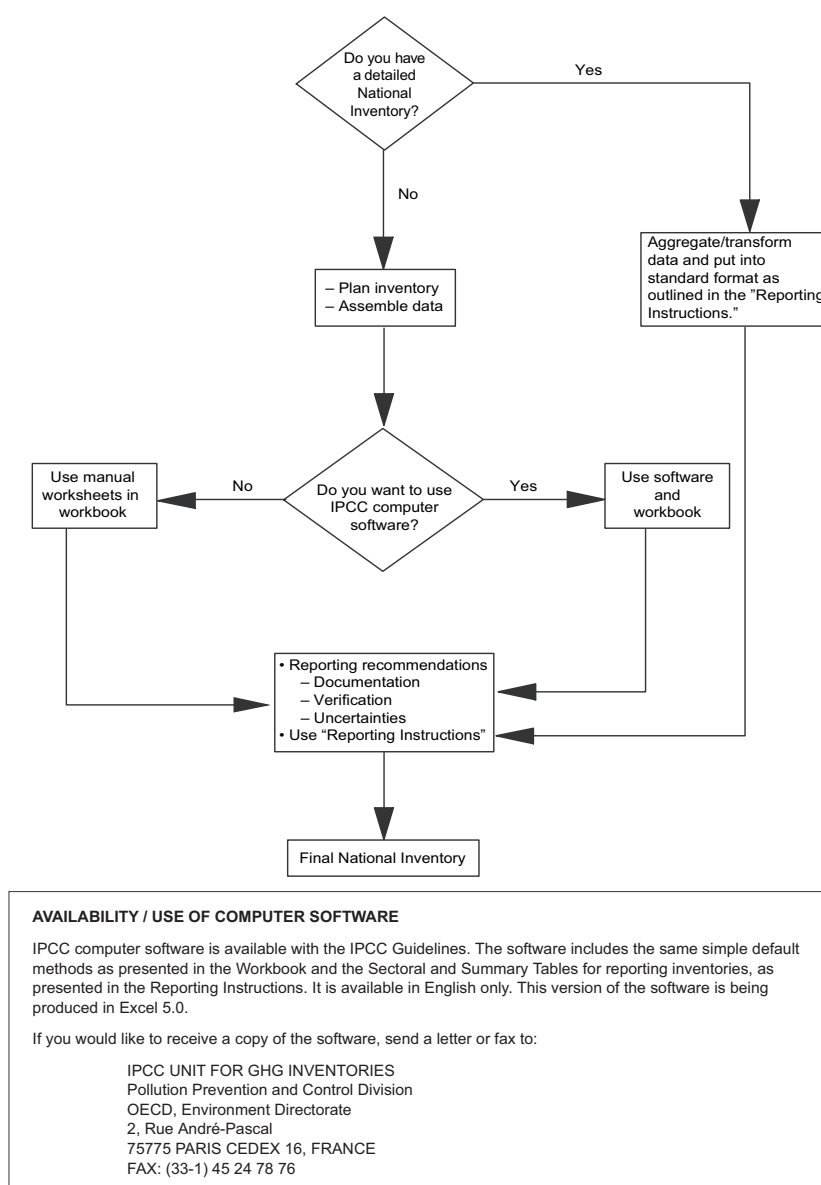 Do you have
a detailed
National
Inventory?
Yes
No
Aggregate/transform
data and put into
standard format as
outlined in the ”Reporting
Instructions.”
– Plan inventory
– Assemble data
Use manual
worksheets in
workbook
No
Do you want to use
IPCC computer
software?
Yes
Use software
and
workbook
• Reporting recommendations
– Documentation
– Verification
– Uncertainties
• Use “Reporting Instructions”
Final National Inventory
AVAILABILITY / USE OF COMPUTER SOFTWARE
IPCC computer software is available with the IPCC Guidelines. The software includes the same simple default
methods as presented in the Workbook and the Sectoral and Summary Tables for reporting inventories, as
presented in the Reporting Instructions. It is available in English only. This version of the software is being
produced in Excel 5.0.
If you would like to receive a copy of the software, send a letter or fax to:
IPCC UNIT FOR GHG INVENTORIES
Pollution Prevention and Control Division
OECD, Environment Directorate
2, Rue André-Pascal
75775 PARIS CEDEX 16, FRANCE
FAX: (33-1) 45 24 78 76